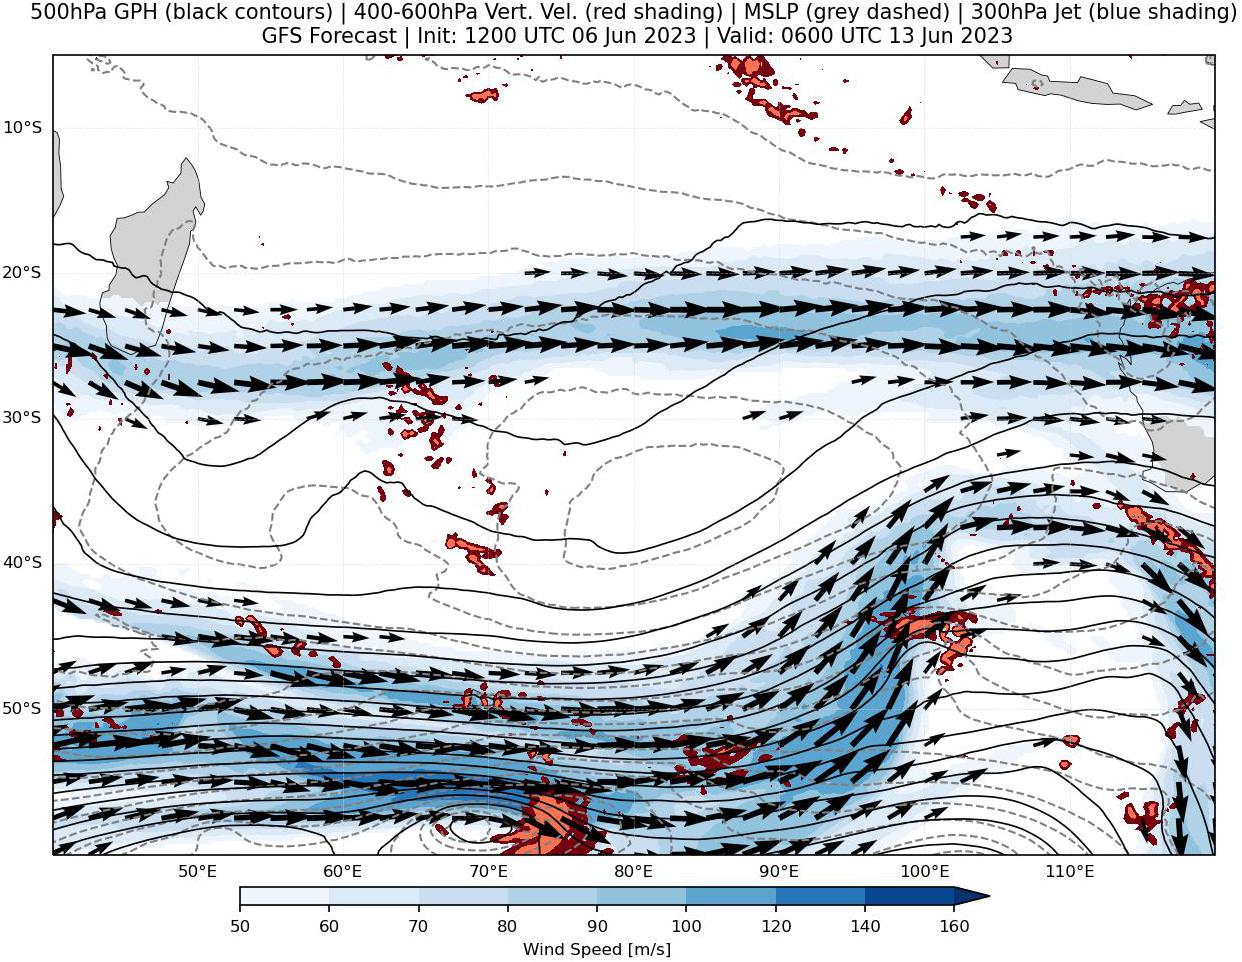 500hPa GPH (black contours) | 400-600hPa Vert. Vel. (red shading) | MSLP (grey dashed) | 300hPa Jet (blue shading)
GFS Forecast | Init: 1200 UTC 06 Jun 2023 | Valid: 0600 UTC 13 Jun 2023
10°S
20°S
30°S
40°S
50°S
50°E 60°E 70°E 80°E 90°E 100°E 110°E
50 60 70 80 90 100 120 140 160
Wind Speed [m/s]